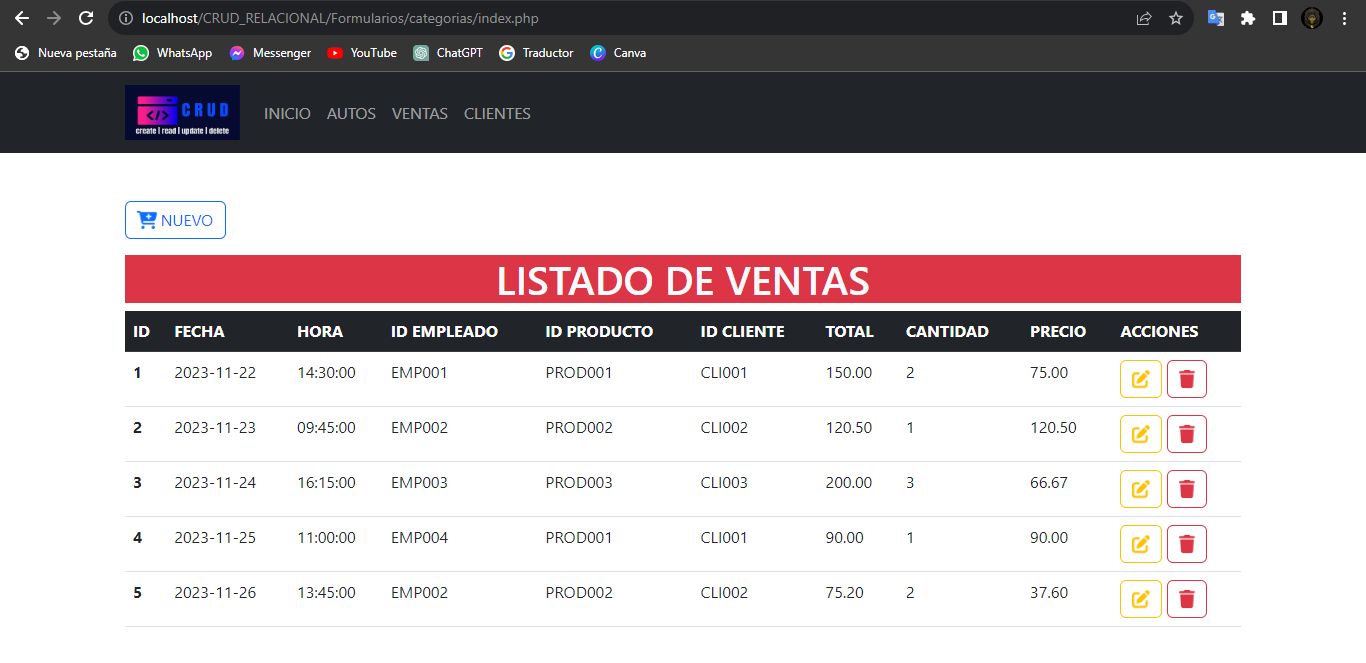 localhost/CRUD_RELACIONAL/Formularios/categorias/index.php
Nueva pestaña WhatsApp Messenger YouTube ChatGPT Traductor Canva
</> CRUD
create | read | update | delete
INICIO AUTOS VENTAS CLIENTES
NUEVO
LISTADO DE VENTAS
ID FECHA HORA ID EMPLEADO ID PRODUCTO ID CLIENTE TOTAL CANTIDAD PRECIO ACCIONES
1 2023-11-22 14:30:00 EMP001 PROD001 CLI001 150.00 2 75.00
2 2023-11-23 09:45:00 EMP002 PROD002 CLI002 120.50 1 120.50
3 2023-11-24 16:15:00 EMP003 PROD003 CLI003 200.00 3 66.67
4 2023-11-25 11:00:00 EMP004 PROD001 CLI001 90.00 1 90.00
5 2023-11-26 13:45:00 EMP002 PROD002 CLI002 75.20 2 37.60